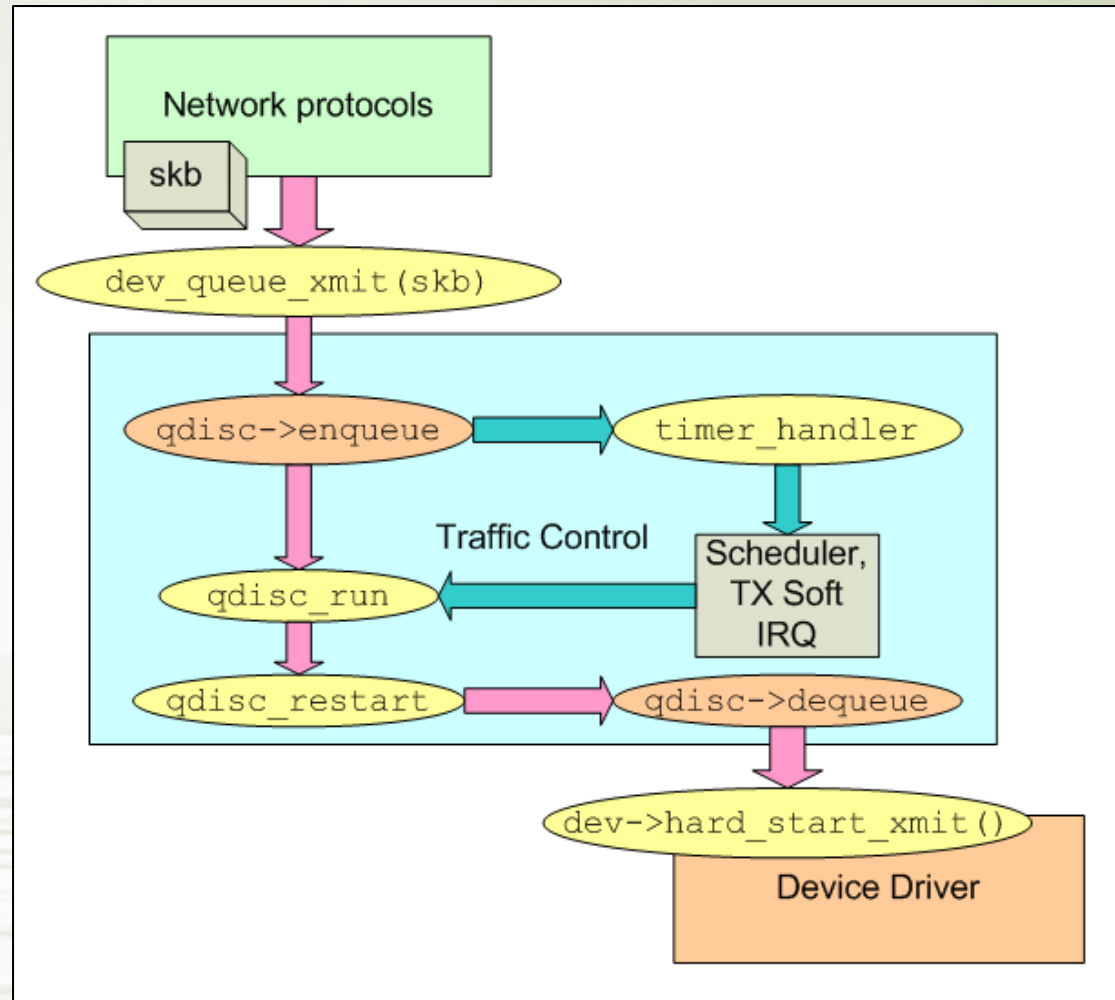 Network protocols
skb
dev_queue_xmit(skb)
qdisc->enqueue
timer_handler
Traffic Control
Scheduler,
TX Soft
IRQ
qdisc_run
qdisc_restart
qdisc->dequeue
dev->hard_start_xmit()
Device Driver